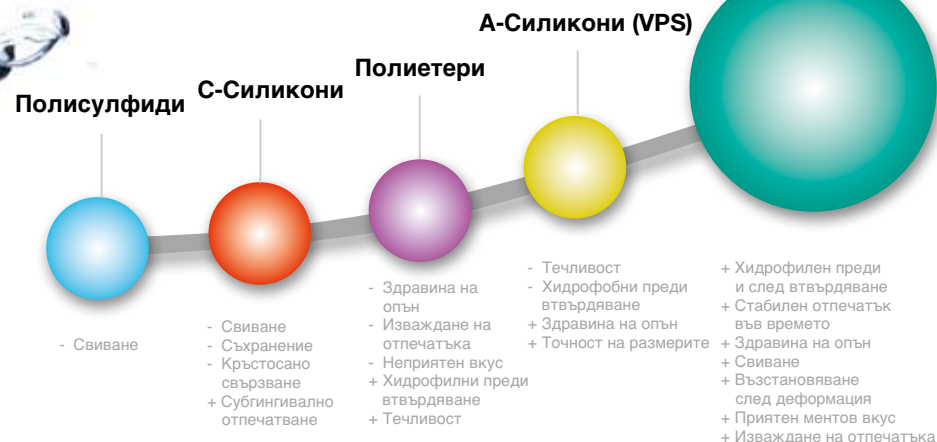 А-Силикони (VPS)
Полиетери
С-Силикони
Полисулфиди
- Свиване
- Свиване
- Съхранение
- Кръстосано
свързване
+ Субгингивално
отпечатване
- Здравина на
опън
- Изваждане на
отпечатъка
- Неприятен вкус
+ Хидрофилни преди
втвърдяване
+ Течливост
- Течливост
- Хидрофобни преди
втвърдяване
+ Здравина на опън
+ Точност на размерите
+ Хидрофилен преди
и след втвърдяване
+ Стабилен отпечатък
във времето
+ Здравина на опън
+ Свиване
+ Възстановяване
след деформация
+ Приятен ментов вкус
+ Изваждане на отпечатъка